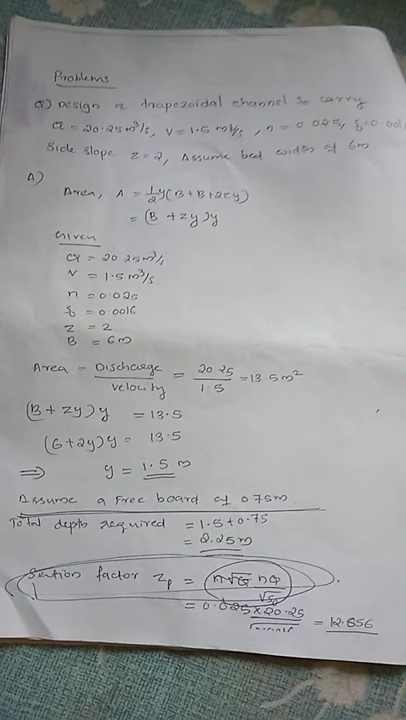 Problems
Q) Design a trapezoidal channel to carry
Q = 20.25 m³/s, V = 1.5 m³/s, n = 0.025, S = 0.0016
Side slope z = 2, Assume bed width of 6m
A)
Area, A = 1/2 y(B + B + 2zy)
= (B + zy)y
Given
Q = 20.25 m³/s
V = 1.5 m³/s
n = 0.025
S = 0.0016
Z = 2
B = 6m
Area = Discharge / velocity = 20.25 / 1.5 = 13.5 m²
(B + zy) y = 13.5
(6 + 2y) y = 13.5
⇒ y = 1.5 m
Assume a Free board of 0.75m
Total depth required = 1.5 + 0.75
= 2.25 m
Section factor Zp = nQ / √S
= 0.025 × 20.25 = 12.656